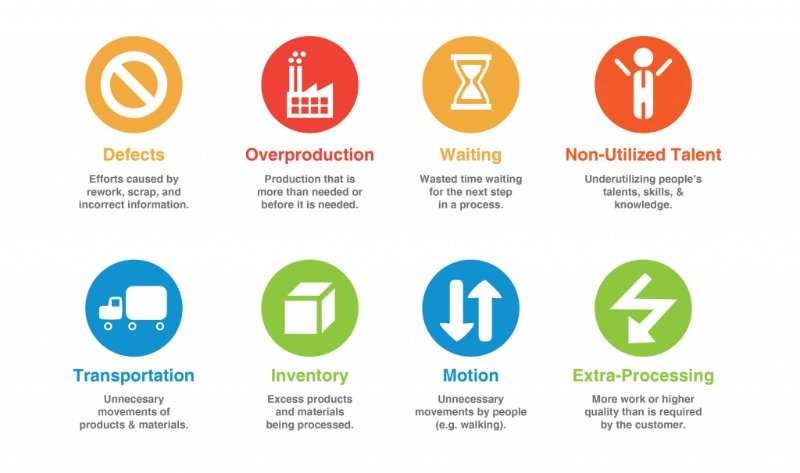 Defects
Efforts caused by
rework, scrap, and
incorrect information.
Overproduction
Production that is
more than needed or
before it is needed.
Waiting
Wasted time waiting
for the next step
in a process.
Non-Utilized Talent
Underutilizing people's
talents, skills, &
knowledge.
Transportation
Unnecesary
movements of
products & materials.
Inventory
Excess products
and materials
being processed.
Motion
Unnecessary
movements by people
(e.g. walking).
Extra-Processing
More work or higher
quality than is required
by the customer.